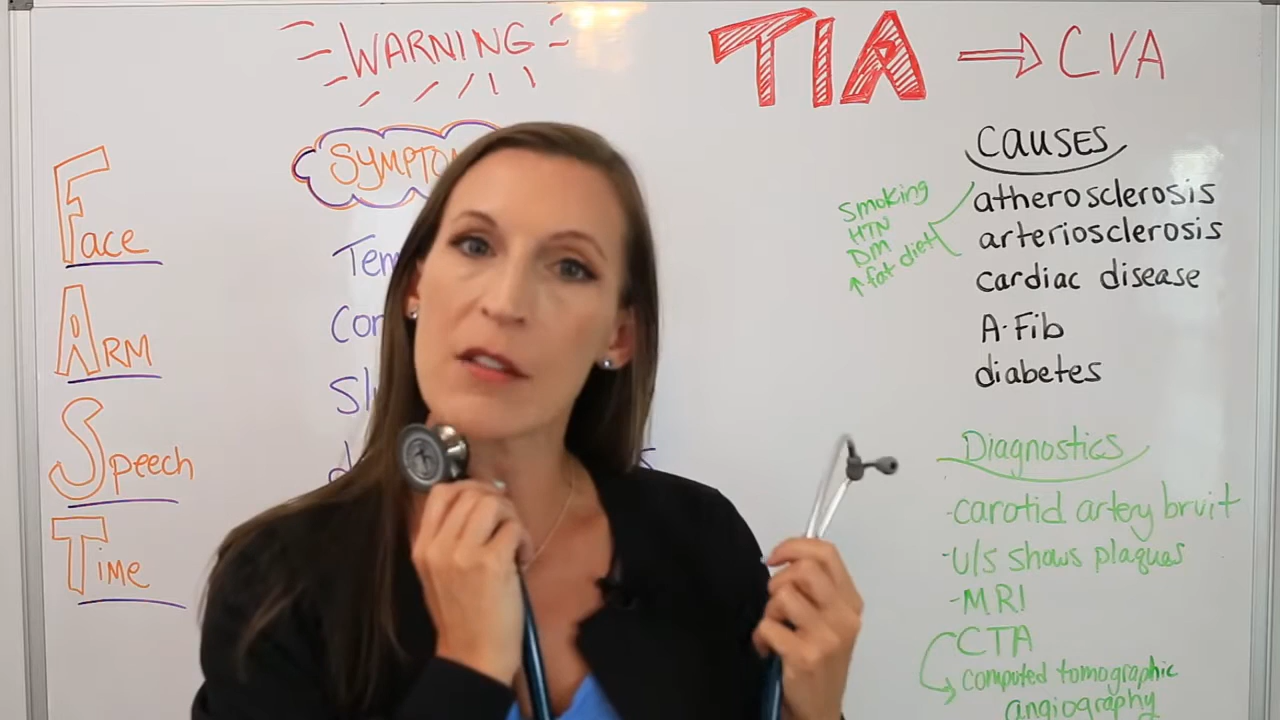 WARNING
TIA → CVA
Face
ARM
Speech
Time
causes
atherosclerosis
arteriosclerosis
cardiac disease
A-Fib
diabetes
Smoking
HTN
DM
↑ fat diet
Diagnostics
-carotid artery bruit
-U/S shows plaques
-MRI
CTA
computed tomographic
angiography